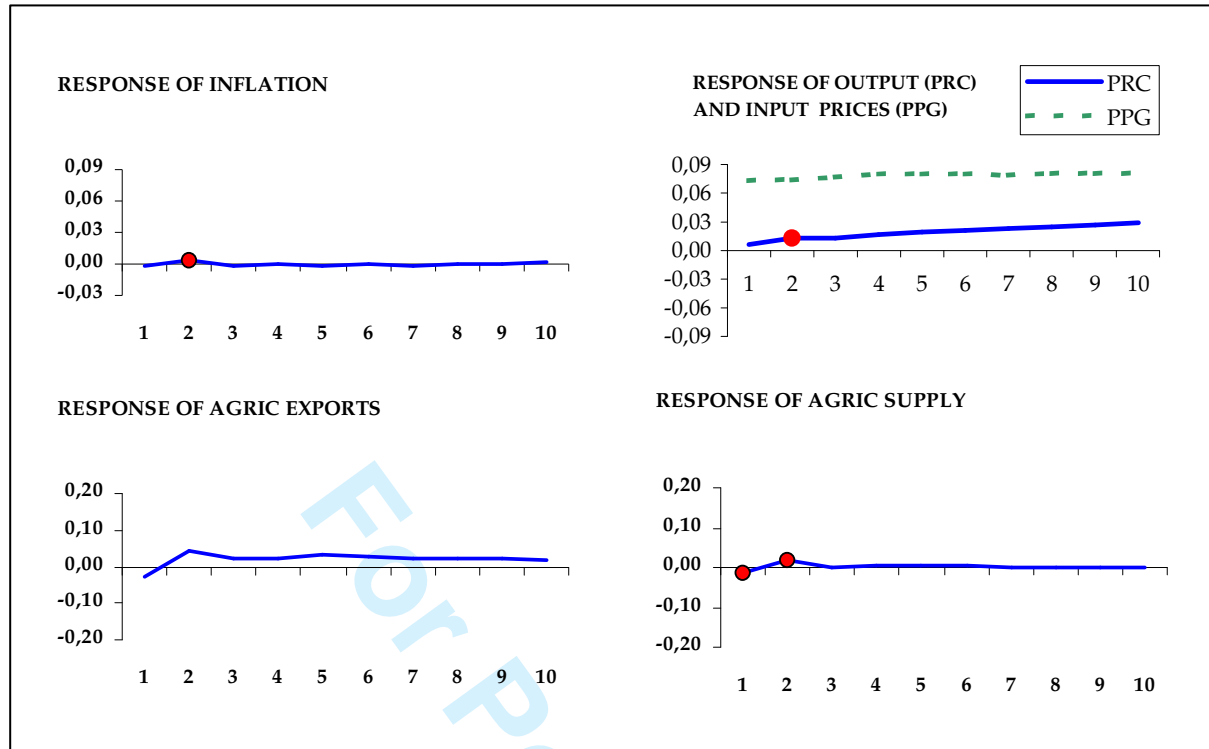 RESPONSE OF INFLATION
0,09
0,06
0,03
0,00
-0,03
1 2 3 4 5 6 7 8 9 10
RESPONSE OF OUTPUT (PRC)
AND INPUT PRICES (PPG)
PRC
PPG
0,09
0,06
0,03
0,00
-0,03
-0,06
-0,09
1 2 3 4 5 6 7 8 9 10
RESPONSE OF AGRIC EXPORTS
0,20
0,10
0,00
-0,10
-0,20
1 2 3 4 5 6 7 8 9 10
RESPONSE OF AGRIC SUPPLY
0,20
0,10
0,00
-0,10
-0,20
1 2 3 4 5 6 7 8 9 10
For